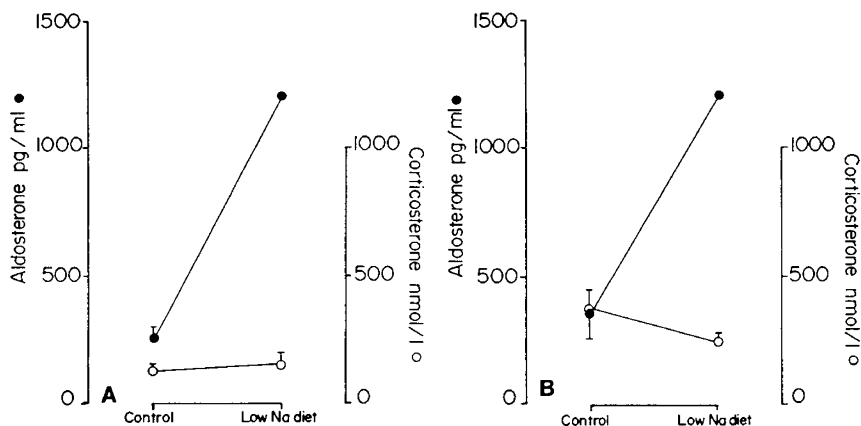 1500
1000
500
0
Aldosterone pg/ml ●
1000
500
0
Corticosterone nmol/l ○
A
Control
Low Na diet
1500
1000
500
0
Aldosterone pg/ml ●
1000
500
0
Corticosterone nmol/l ○
B
Control
Low Na diet